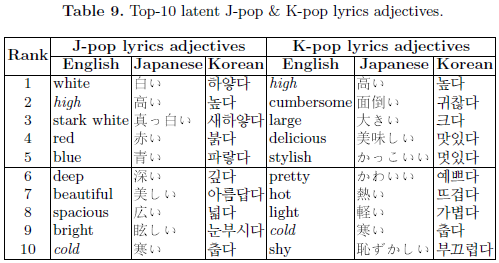 Table 9. Top-10 latent J-pop & K-pop lyrics adjectives.
Rank J-pop lyrics adjectives K-pop lyrics adjectives
English Japanese Korean English Japanese Korean
1 white 白い 하얗다 high 高い 높다
2 high 高い 높다 cumbersome 面倒い 귀찮다
3 stark white 真っ白い 새하얗다 large 大きい 크다
4 red 赤い 붉다 delicious 美味しい 맛있다
5 blue 青い 파랗다 stylish かっこいい 멋있다
6 deep 深い 깊다 pretty かわいい 예쁘다
7 beautiful 美しい 아름답다 hot 熱い 뜨겁다
8 spacious 広い 넓다 light 軽い 가볍다
9 bright 眩しい 눈부시다 cold 寒い 춥다
10 cold 寒い 춥다 shy 恥ずかしい 부끄럽다